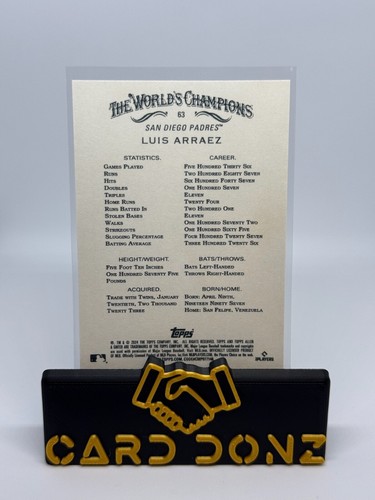 THE WORLD'S CHAMPIONS
63
SAN DIEGO PADRES™
LUIS ARRAEZ
STATISTICS. CAREER.
GAMES PLAYED FIVE HUNDRED THIRTY SIX
RUNS TWO HUNDRED EIGHTY SEVEN
HITS SIX HUNDRED FORTY SEVEN
DOUBLES ONE HUNDRED SEVEN
TRIPLES ELEVEN
HOME RUNS TWENTY FOUR
RUNS BATTED IN TWO HUNDRED ONE
STOLEN BASES ELEVEN
WALKS ONE HUNDRED SEVENTY TWO
STRIKEOUTS ONE HUNDRED SIXTY FIVE
SLUGGING PERCENTAGE FOUR HUNDRED TWENTY SEVEN
BATTING AVERAGE THREE HUNDRED TWENTY SIX
HEIGHT/WEIGHT. BATS/THROWS.
FIVE FOOT TEN INCHES BATS LEFT-HANDED
ONE HUNDRED SEVENTY FIVE THROWS RIGHT-HANDED
POUNDS
ACQUIRED. BORN/HOME.
TRADE WITH TWINS, JANUARY BORN: APRIL NINTH,
TWENTIETH, TWO THOUSAND NINETEEN NINETY SEVEN
TWENTY THREE HOME: SAN FELIPE, VENEZUELA
Topps
CARD DONZ